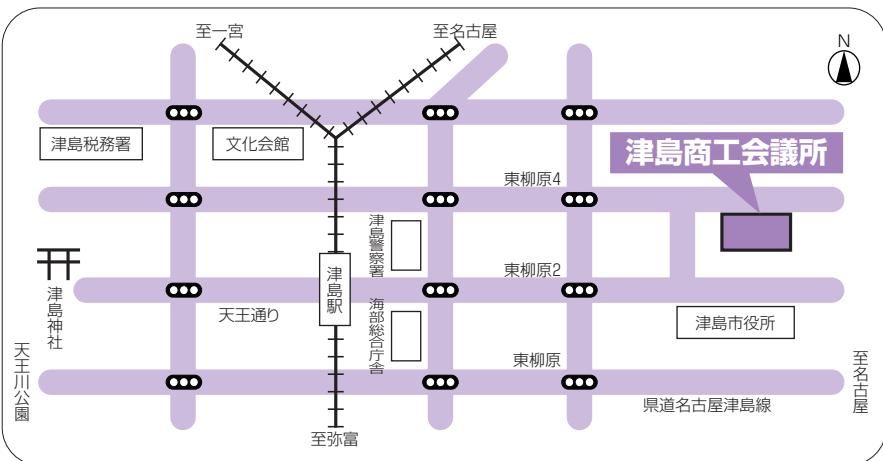 至一宮
至名古屋
N
津島税務署
文化会館
津島商工会議所
東柳原4
津島警察署
東柳原2
津島駅
津島神社
天王通り
海部総合庁舎
津島市役所
東柳原
天王川公園
至名古屋
県道名古屋津島線
至弥富